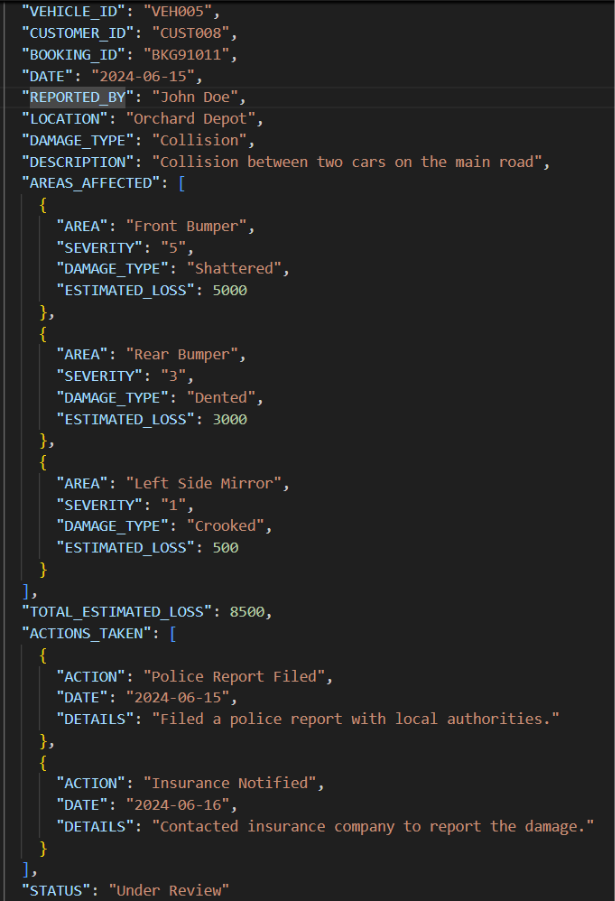 "VEHICLE_ID": "VEH005",
"CUSTOMER_ID": "CUST008",
"BOOKING_ID": "BKG91011",
"DATE": "2024-06-15",
"REPORTED_BY": "John Doe",
"LOCATION": "Orchard Depot",
"DAMAGE_TYPE": "Collision",
"DESCRIPTION": "Collision between two cars on the main road",
"AREAS_AFFECTED": [
  {
    "AREA": "Front Bumper",
    "SEVERITY": "5",
    "DAMAGE_TYPE": "Shattered",
    "ESTIMATED_LOSS": 5000
  },
  {
    "AREA": "Rear Bumper",
    "SEVERITY": "3",
    "DAMAGE_TYPE": "Dented",
    "ESTIMATED_LOSS": 3000
  },
  {
    "AREA": "Left Side Mirror",
    "SEVERITY": "1",
    "DAMAGE_TYPE": "Crooked",
    "ESTIMATED_LOSS": 500
  }
],
"TOTAL_ESTIMATED_LOSS": 8500,
"ACTIONS_TAKEN": [
  {
    "ACTION": "Police Report Filed",
    "DATE": "2024-06-15",
    "DETAILS": "Filed a police report with local authorities."
  },
  {
    "ACTION": "Insurance Notified",
    "DATE": "2024-06-16",
    "DETAILS": "Contacted insurance company to report the damage."
  }
],
"STATUS": "Under Review"